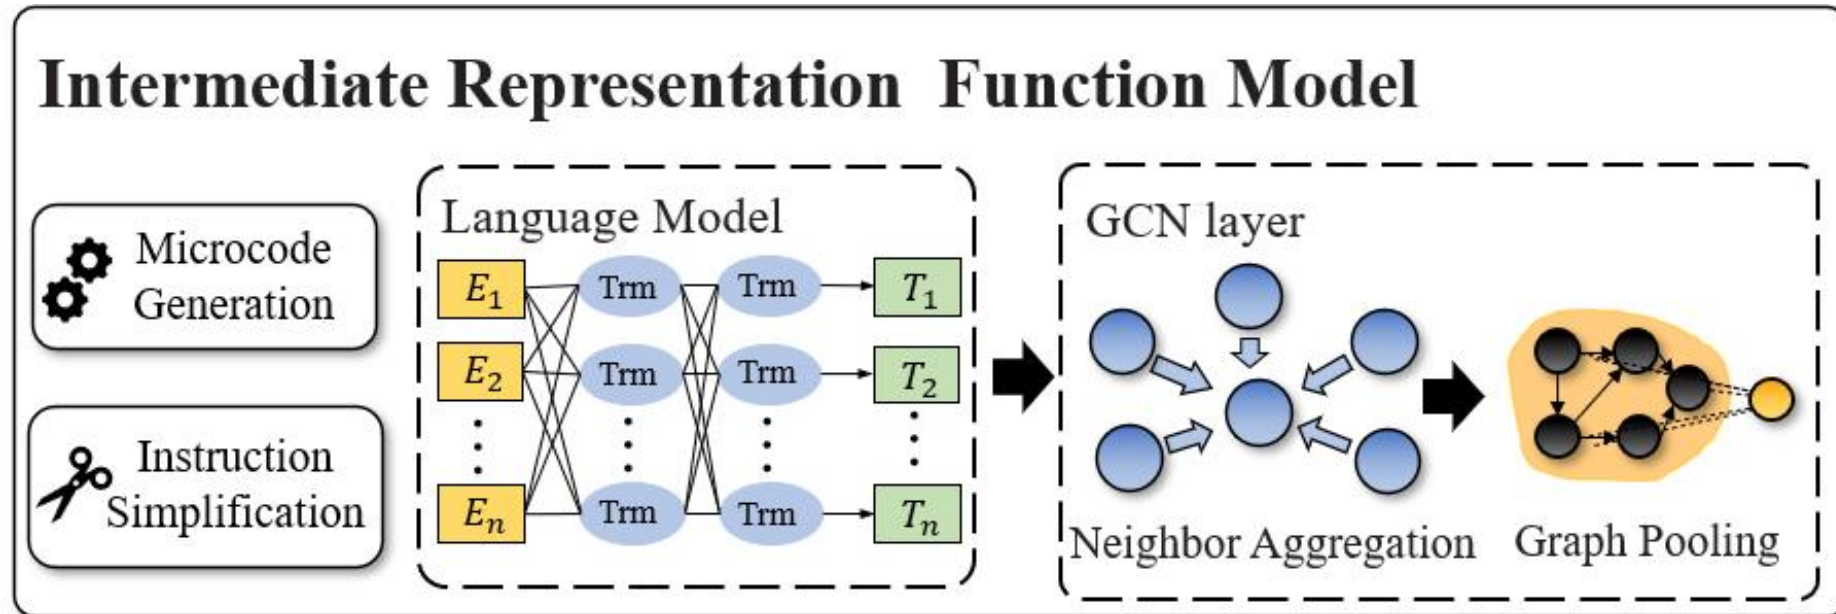 Intermediate Representation Function Model
Microcode
Generation
Instruction
Simplification
Language Model
E₁ Trm Trm T₁
E₂ Trm Trm T₂
Eₙ Trm Trm Tₙ
GCN layer
Neighbor Aggregation
Graph Pooling